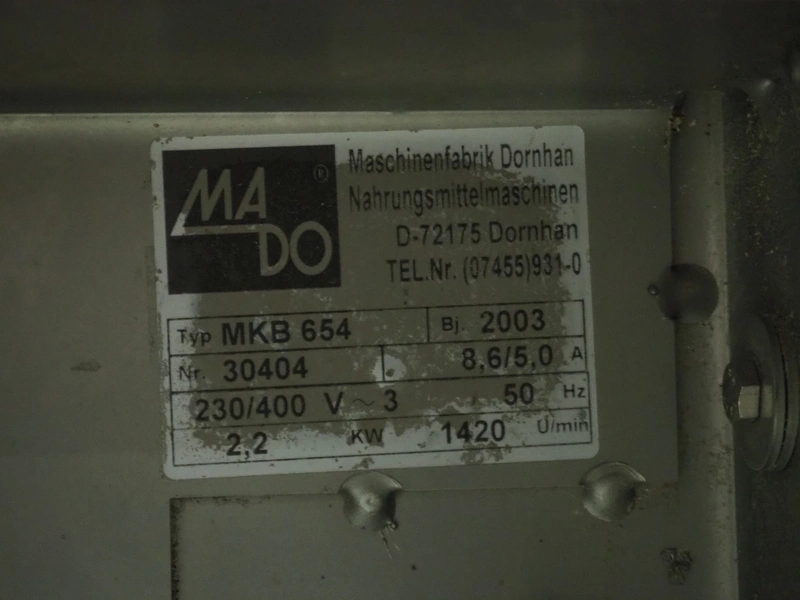 MA
DO
®
Maschinenfabrik Dornhan
Nahrungsmittelmaschinen
D-72175 Dornhan
TEL.Nr. (07455)931-0
Typ MKB 654 Bj. 2003
Nr. 30404 8,6/5,0 A
230/400 V ~ 3 50 Hz
2,2 KW 1420 U/min